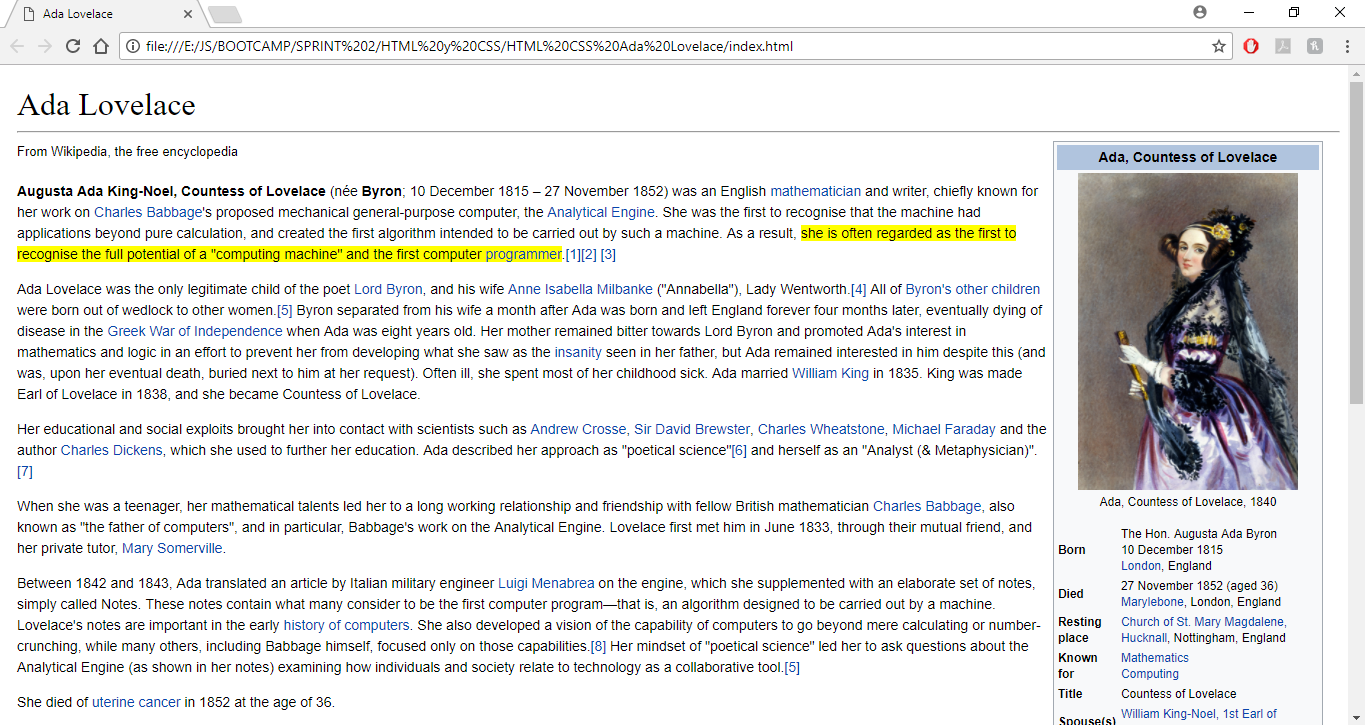 Ada Lovelace
file:///E:/JS/BOOTCAMP/SPRINT%202/HTML%20y%20CSS/HTML%20CSS%20Ada%20Lovelace/index.html
Ada Lovelace
From Wikipedia, the free encyclopedia
Augusta Ada King-Noel, Countess of Lovelace (née Byron; 10 December 1815 – 27 November 1852) was an English mathematician and writer, chiefly known for
her work on Charles Babbage's proposed mechanical general-purpose computer, the Analytical Engine. She was the first to recognise that the machine had
applications beyond pure calculation, and created the first algorithm intended to be carried out by such a machine. As a result, she is often regarded as the first to
recognise the full potential of a "computing machine" and the first computer programmer.[1][2] [3]
Ada Lovelace was the only legitimate child of the poet Lord Byron, and his wife Anne Isabella Milbanke ("Annabella"), Lady Wentworth.[4] All of Byron's other children
were born out of wedlock to other women.[5] Byron separated from his wife a month after Ada was born and left England forever four months later, eventually dying of
disease in the Greek War of Independence when Ada was eight years old. Her mother remained bitter towards Lord Byron and promoted Ada's interest in
mathematics and logic in an effort to prevent her from developing what she saw as the insanity seen in her father, but Ada remained interested in him despite this (and
was, upon her eventual death, buried next to him at her request). Often ill, she spent most of her childhood sick. Ada married William King in 1835. King was made
Earl of Lovelace in 1838, and she became Countess of Lovelace.
Her educational and social exploits brought her into contact with scientists such as Andrew Crosse, Sir David Brewster, Charles Wheatstone, Michael Faraday and the
author Charles Dickens, which she used to further her education. Ada described her approach as "poetical science"[6] and herself as an "Analyst (& Metaphysician)".
[7]
When she was a teenager, her mathematical talents led her to a long working relationship and friendship with fellow British mathematician Charles Babbage, also
known as "the father of computers", and in particular, Babbage's work on the Analytical Engine. Lovelace first met him in June 1833, through their mutual friend, and
her private tutor, Mary Somerville.
Between 1842 and 1843, Ada translated an article by Italian military engineer Luigi Menabrea on the engine, which she supplemented with an elaborate set of notes,
simply called Notes. These notes contain what many consider to be the first computer program—that is, an algorithm designed to be carried out by a machine.
Lovelace's notes are important in the early history of computers. She also developed a vision of the capability of computers to go beyond mere calculating or number-
crunching, while many others, including Babbage himself, focused only on those capabilities.[8] Her mindset of "poetical science" led her to ask questions about the
Analytical Engine (as shown in her notes) examining how individuals and society relate to technology as a collaborative tool.[5]
She died of uterine cancer in 1852 at the age of 36.
Ada, Countess of Lovelace
Ada, Countess of Lovelace, 1840
Born
The Hon. Augusta Ada Byron
10 December 1815
London, England
Died
27 November 1852 (aged 36)
Marylebone, London, England
Resting place
Church of St. Mary Magdalene,
Hucknall, Nottingham, England
Known for
Mathematics
Computing
Title
Countess of Lovelace
Spouse(s)
William King-Noel, 1st Earl of